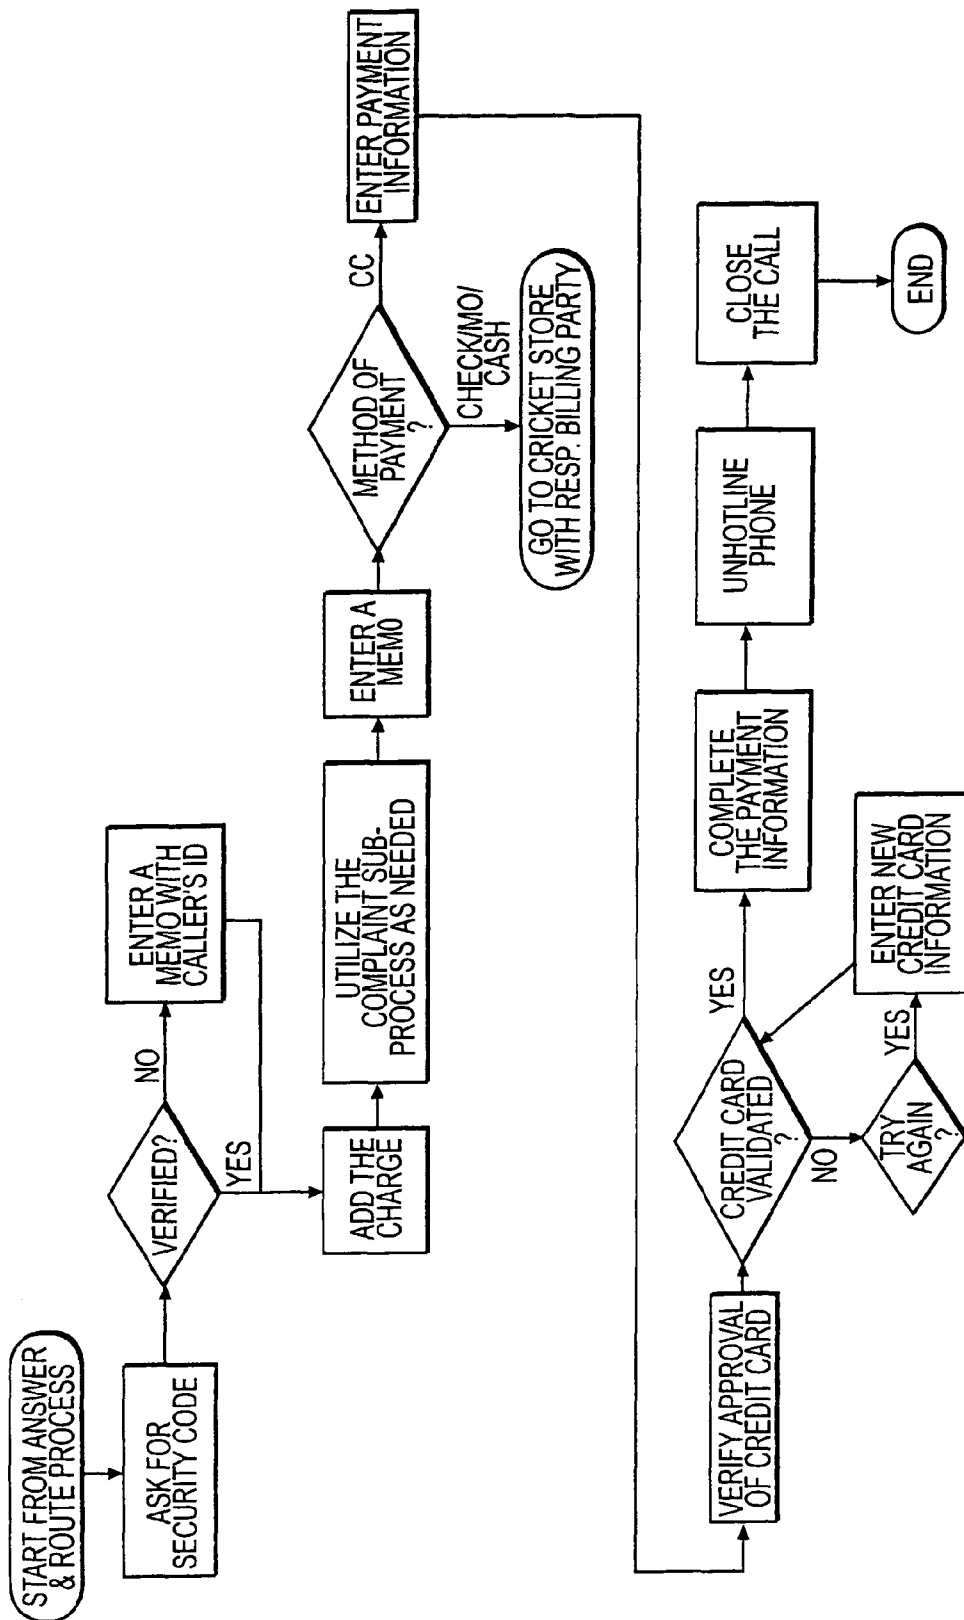 START FROM ANSWER
& ROUTE PROCESS
ASK FOR
SECURITY CODE
VERIFIED?
NO
YES
ENTER A
MEMO WITH
CALLER'S ID
ADD THE
CHARGE
UTILIZE THE
COMPLAINT SUB-
PROCESS AS NEEDED
ENTER A
MEMO
METHOD OF
PAYMENT
?
CC
CHECK/MO/
CASH
ENTER PAYMENT
INFORMATION
GO TO CRICKET STORE
WITH RESP. BILLING PARTY
VERIFY APPROVAL
OF CREDIT CARD
CREDIT CARD
VALIDATED
?
YES
NO
TRY
AGAIN
?
YES
ENTER NEW
CREDIT CARD
INFORMATION
COMPLETE
THE PAYMENT
INFORMATION
UNHOTLINE
PHONE
CLOSE
THE CALL
END